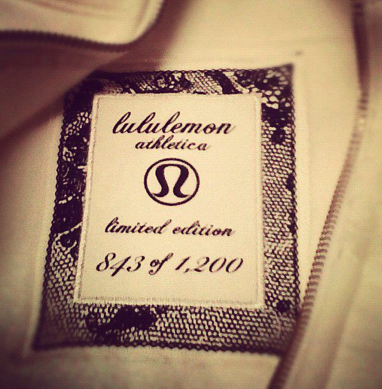 lululemon
athletica
limited edition
843 of 1,200